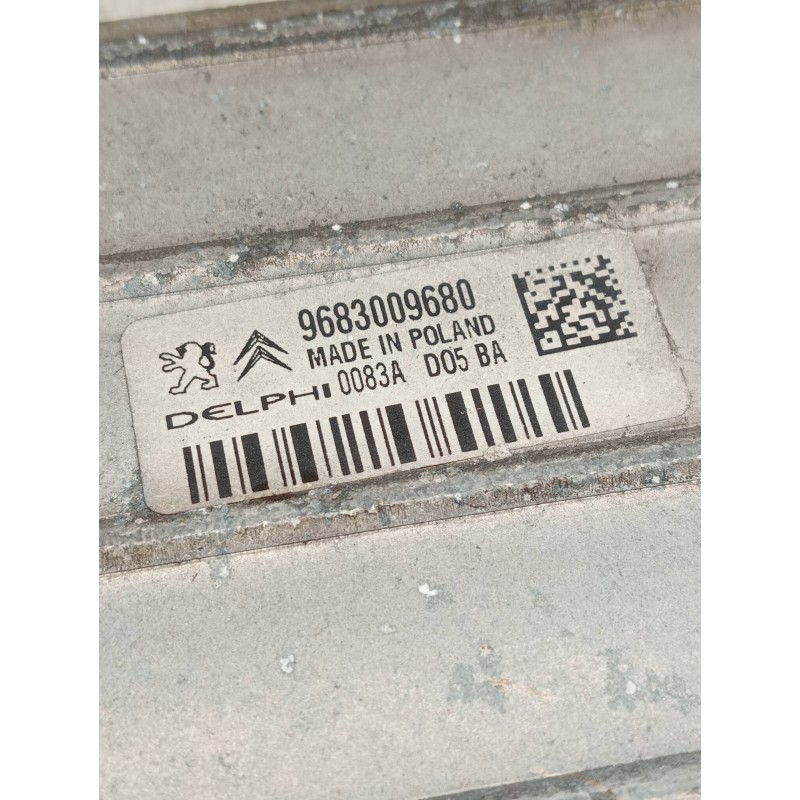 9683009680
MADE IN POLAND
DELPHI 0083A D05 BA